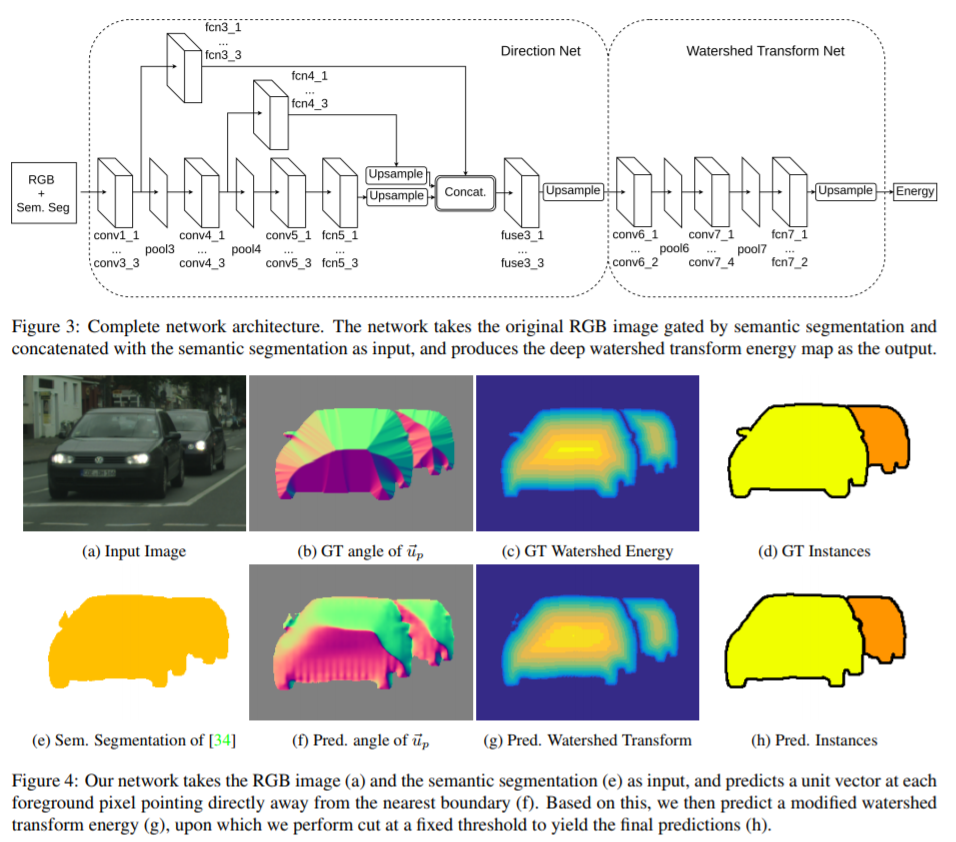 fcn3_1
...
fcn3_3
Direction Net
Watershed Transform Net
fcn4_1
...
fcn4_3
RGB
+
Sem. Seg
Upsample
Upsample
Concat.
Upsample
Upsample
Energy
conv1_1
...
conv3_3
pool3
conv4_1
...
conv4_3
pool4
conv5_1
...
conv5_3
fcn5_1
...
fcn5_3
fuse3_1
...
fuse3_3
conv6_1
...
conv6_2
pool6
conv7_1
...
conv7_4
pool7
fcn7_1
...
fcn7_2
Figure 3: Complete network architecture. The network takes the original RGB image gated by semantic segmentation and
concatenated with the semantic segmentation as input, and produces the deep watershed transform energy map as the output.
(a) Input Image
(b) GT angle of u⃗p
(c) GT Watershed Energy
(d) GT Instances
(e) Sem. Segmentation of [34]
(f) Pred. angle of u⃗p
(g) Pred. Watershed Transform
(h) Pred. Instances
Figure 4: Our network takes the RGB image (a) and the semantic segmentation (e) as input, and predicts a unit vector at each
foreground pixel pointing directly away from the nearest boundary (f). Based on this, we then predict a modified watershed
transform energy (g), upon which we perform cut at a fixed threshold to yield the final predictions (h).